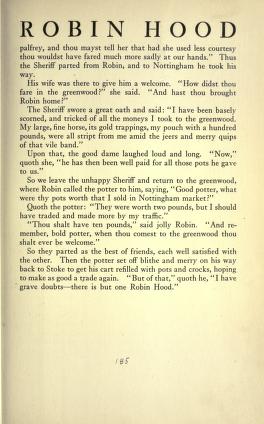 ROBIN HOOD
palfrey, and thou mayst tell her that had she used less courtesy
thou wouldst have fared much more sadly at our hands." Thus
the Sheriff parted from Robin, and to Nottingham he took his
way.
His wife was there to give him a welcome. "How didst thou
fare in the greenwood?" she said. "And hast thou brought
Robin home?"
The Sheriff swore a great oath and said: "I have been basely
scorned, and tricked of all the moneys I took to the greenwood.
My large, fine horse, its gold trappings, my pouch with a hundred
pounds, were all stript from me amid the jeers and merry quips
of that vile band."
Upon that, the good dame laughed loud and long. "Now,"
quoth she, "he has then been well paid for all those pots he gave
to us."
So we leave the unhappy Sheriff and return to the greenwood,
where Robin called the potter to him, saying, "Good potter, what
were thy pots worth that I sold in Nottingham market?"
Quoth the potter: "They were worth two pounds, but I should
have traded and made more by my traffic."
"Thou shalt have ten pounds," said jolly Robin. "And re-
member, bold potter, when thou comest to the greenwood thou
shalt ever be welcome."
So they parted as the best of friends, each well satisfied with
the other. Then the potter set off blithe and merry on his way
back to Stoke to get his cart refilled with pots and crocks, hoping
to make as good a trade again. "But of that," quoth he, "I have
grave doubts—there is but one Robin Hood."
185